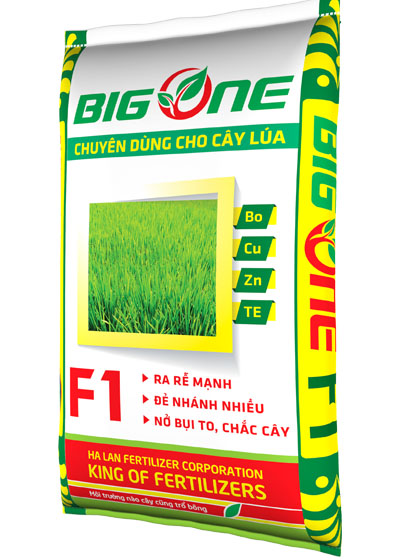 BIG ONE
CHUYÊN DÙNG CHO CÂY LÚA
Bo
Cu
Zn
TE
F1
RA RỄ MẠNH
ĐẺ NHÁNH NHIỀU
NỞ BỤI TO, CHẮC CÂY
HA LAN FERTILIZER CORPORATION
KING OF FERTILIZERS
Môi trường nào cây cũng trổ bông
BIG ONE F1